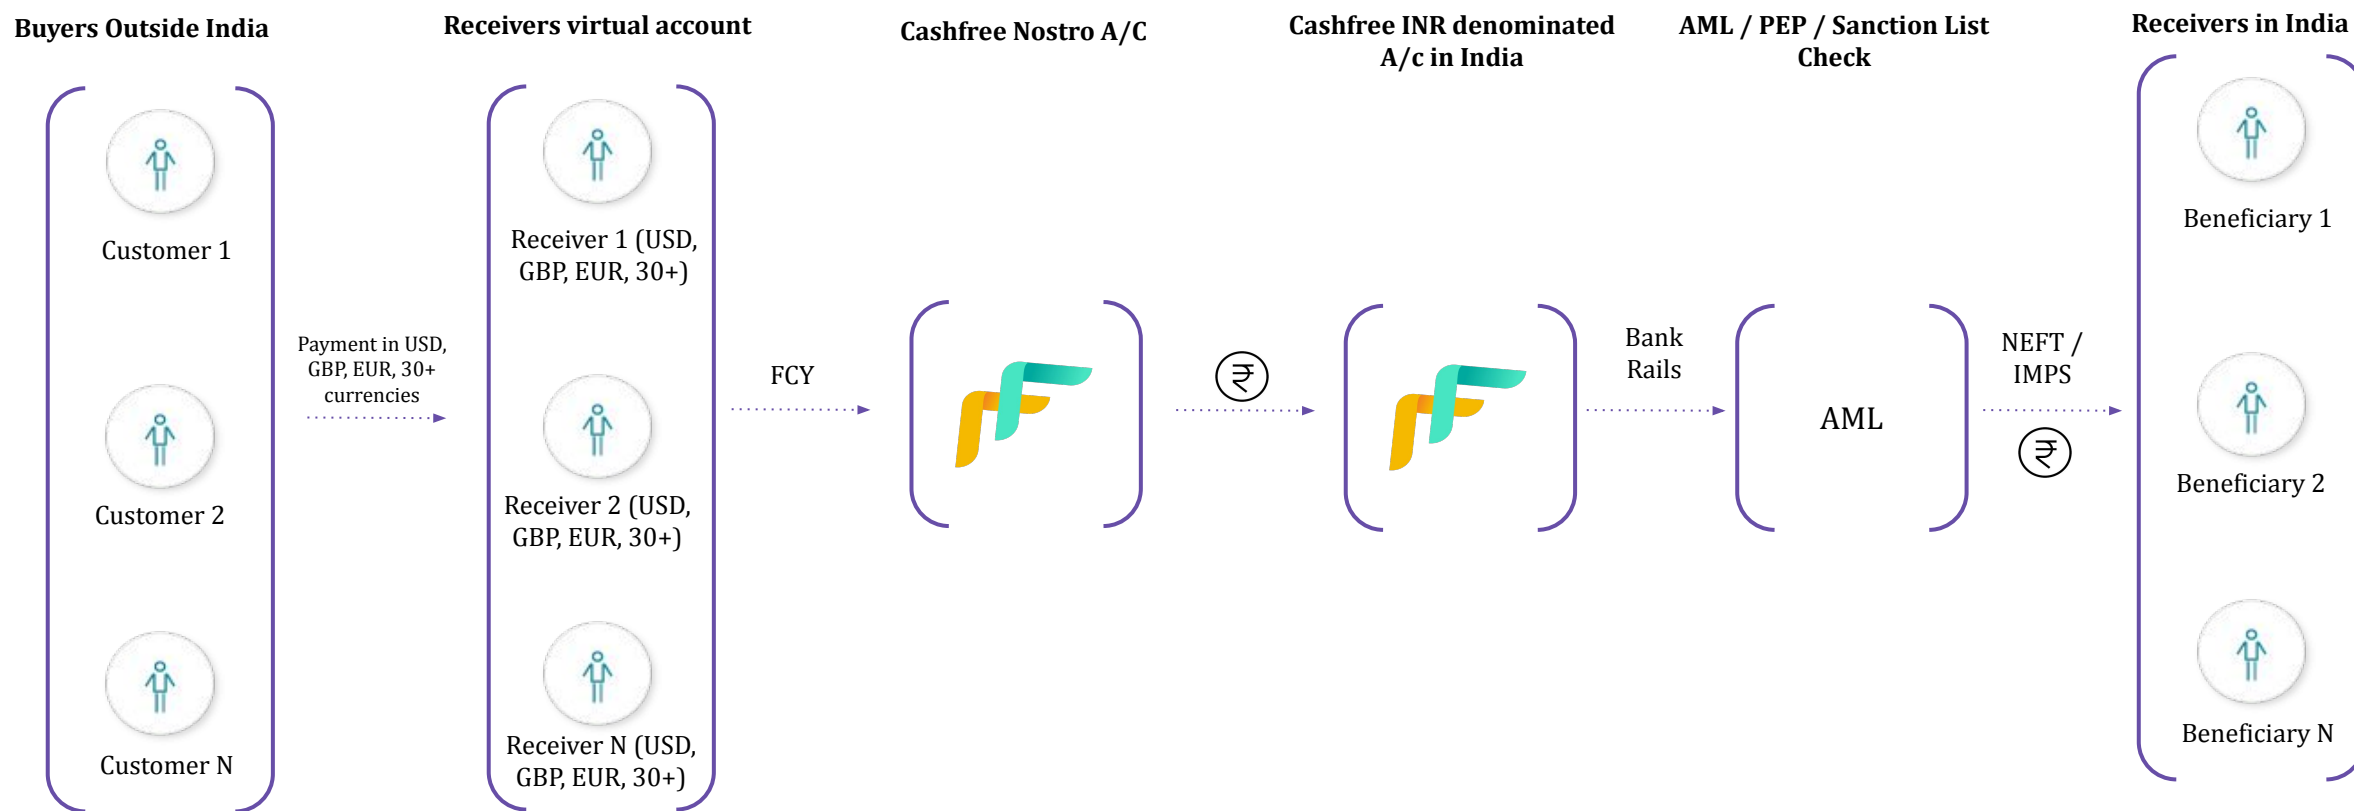 Buyers Outside India
Receivers virtual account
Cashfree Nostro A/C
Cashfree INR denominated
A/c in India
AML / PEP / Sanction List
Check
Receivers in India
Customer 1
Customer 2
Customer N
Payment in USD,
GBP, EUR, 30+
currencies
Receiver 1 (USD,
GBP, EUR, 30+)
Receiver 2 (USD,
GBP, EUR, 30+)
Receiver N (USD,
GBP, EUR, 30+)
FCY
₹
Bank
Rails
AML
NEFT /
IMPS
₹
Beneficiary 1
Beneficiary 2
Beneficiary N